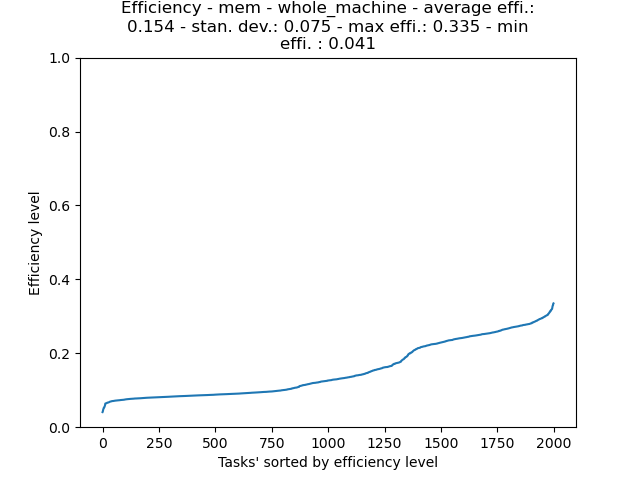 Efficiency - mem - whole_machine - average effi.:
0.154 - stan. dev.: 0.075 - max effi.: 0.335 - min
effi. : 0.041
1.0
0.8
0.6
0.4
0.2
0.0
Efficiency level
0 250 500 750 1000 1250 1500 1750 2000
Tasks' sorted by efficiency level